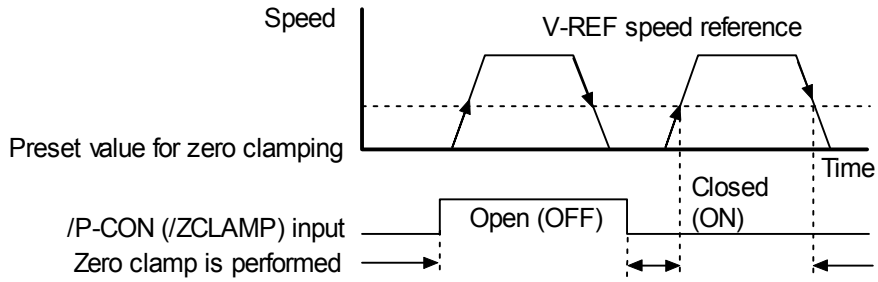 Speed
V-REF speed reference
Preset value for zero clamping
Time
Closed
(ON)
Open (OFF)
/P-CON (/ZCLAMP) input
Zero clamp is performed